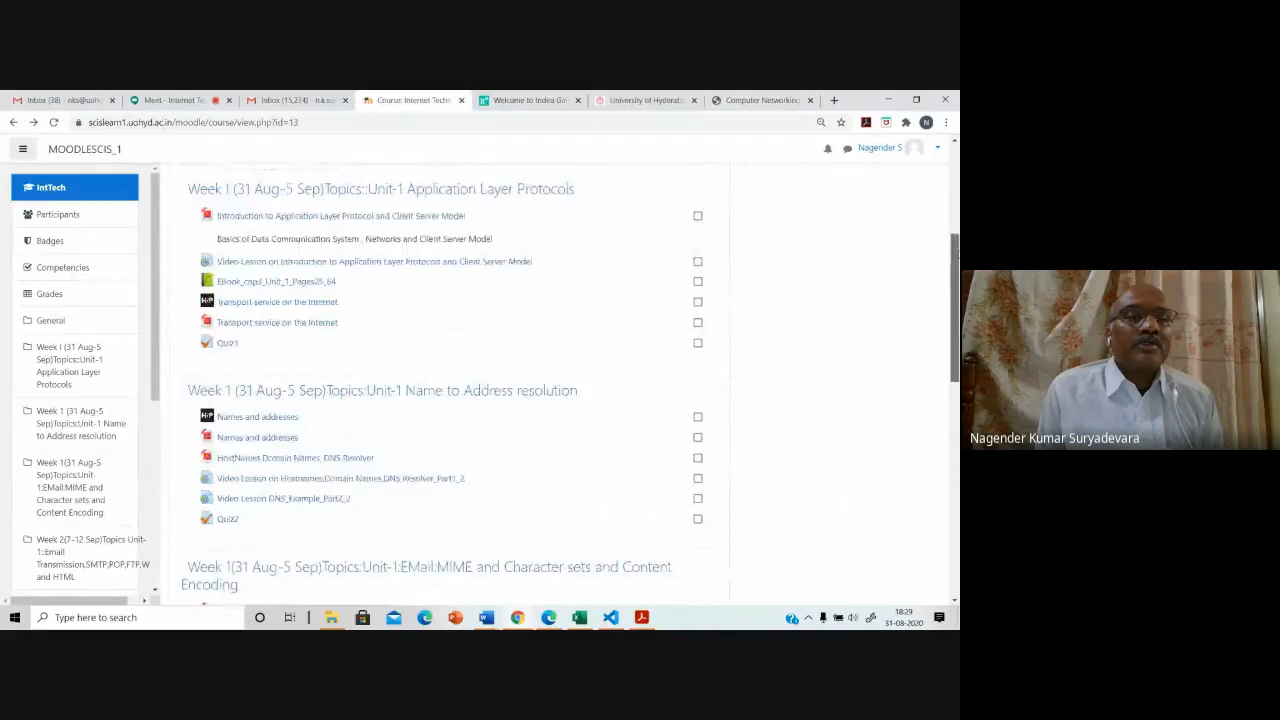 Inbox (38) - nks@uoh
Meet - Internet Te
Inbox (15,274) - n.k.su
Course: Internet Techn
Welcome to Indira Ga
University of Hyderab
Computer Networking
scislearn1.uohyd.ac.in/moodle/course/view.php?id=13
MOODLESCIS_1
Nagender S
IntTech
Participants
Badges
Competencies
Grades
General
Week I (31 Aug-5
Sep)Topics::Unit-1
Application Layer
Protocols
Week 1 (31 Aug-5
Sep)Topics:Unit-1 Name
to Address resolution
Week 1(31 Aug-5
Sep)Topics:Unit-
1:EMail:MIME and
Character sets and
Content Encoding
Week 2(7-12 Sep)Topics Unit-
1::Email
Transmission,SMTP,POP,FTP,W
and HTML
Week I (31 Aug-5 Sep)Topics::Unit-1 Application Layer Protocols
Introduction to Application Layer Protocol and Client Server Model
Basics of Data Communication System , Networks and Client Server Model
Video Lesson on Introduction to Application Layer Protocols and Client Server Model
EBook_cnp3_Unit_1_Pages25_64
H-P Transport service on the Internet
Transport service on the Internet
Quiz1
Week 1 (31 Aug-5 Sep)Topics:Unit-1 Name to Address resolution
H-P Names and addresses
Names and addresses
HostNames Domain Names, DNS Resolver
Video Lesson on Hostnames,Domain Names,DNS Resolver_Part1_2
Video Lesson DNS_Example_Part2_2
Quiz2
Week 1(31 Aug-5 Sep)Topics:Unit-1:EMail:MIME and Character sets and Content
Encoding
Nagender Kumar Suryadevara
Type here to search
18:29
31-08-2020